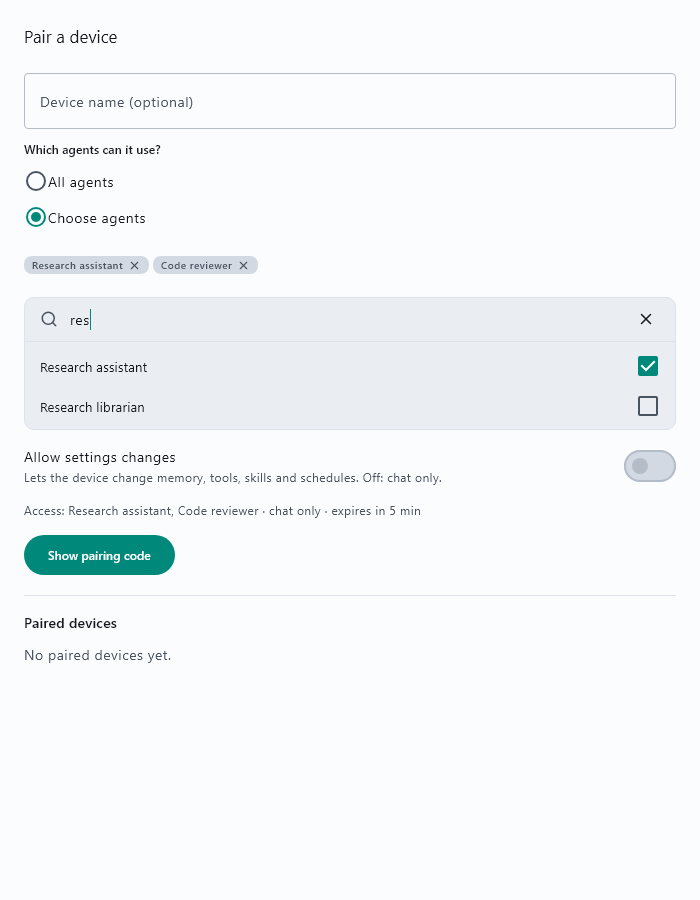 Pair a device
Device name (optional)
Which agents can it use?
All agents
Choose agents
Research assistant
Code reviewer
res
Research assistant
Research librarian
Allow settings changes
Lets the device change memory, tools, skills and schedules. Off: chat only.
Access: Research assistant, Code reviewer · chat only · expires in 5 min
Show pairing code
Paired devices
No paired devices yet.